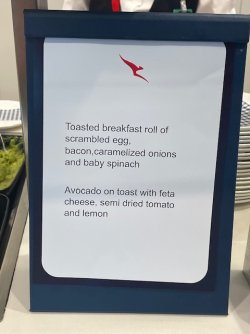 Toasted breakfast roll of
scrambled egg,
bacon,caramelized onions
and baby spinach
Avocado on toast with feta
cheese, semi dried tomato
and lemon